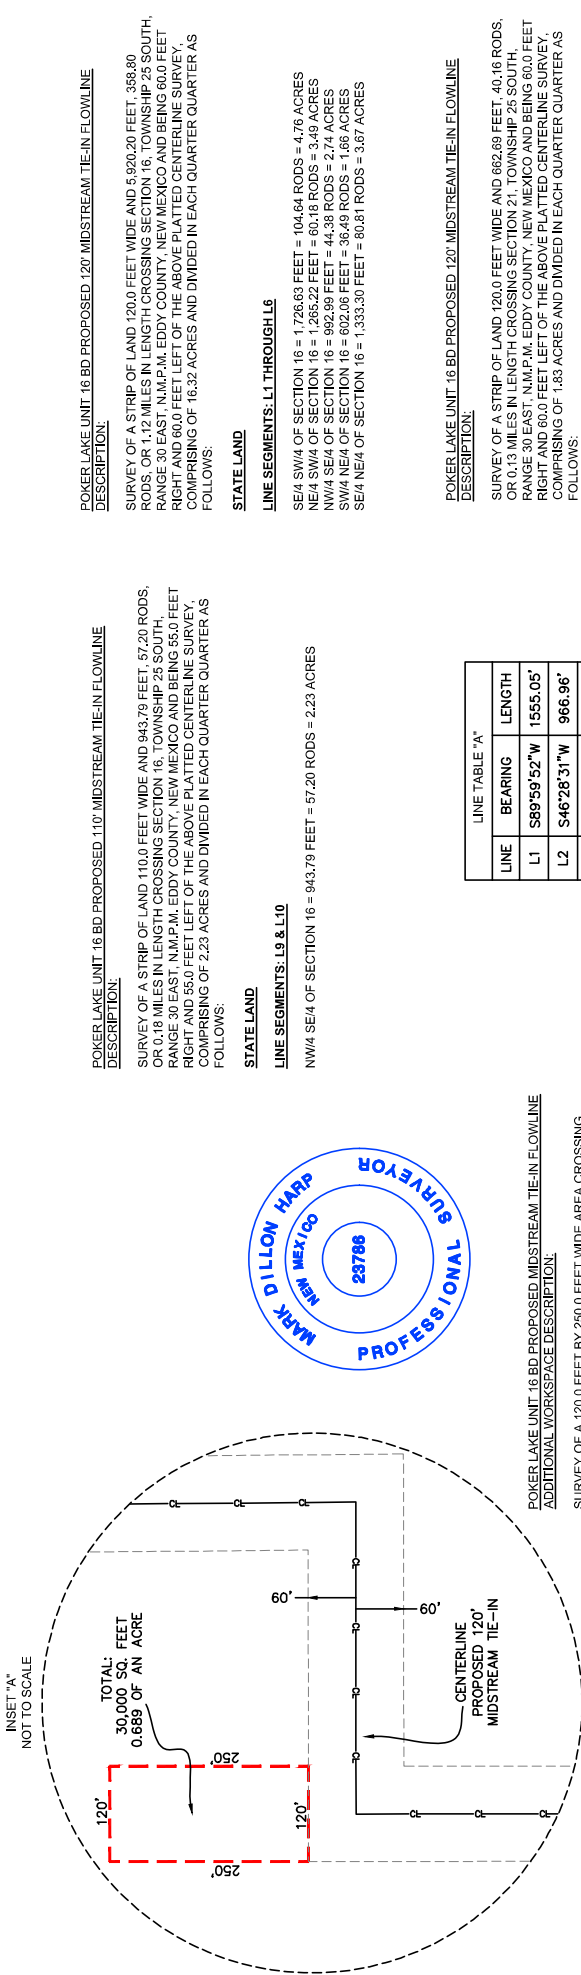 INSET "A"
NOT TO SCALE
TOTAL:
30,000 SQ. FEET
0.689 OF AN ACRE
120'
250'
250'
120'
60'
60'
CL
CL
CL
CL
CL
CL
CL
CL
CL
CL
CENTERLINE
PROPOSED 120'
MIDSTREAM TIE-IN
MARK DILLON HARP
NEW MEXICO
23786
PROFESSIONAL SURVEYOR
POKER LAKE UNIT 16 BD PROPOSED MIDSTREAM TIE-IN FLOWLINE
ADDITIONAL WORKSPACE DESCRIPTION:
SURVEY OF A 120.0 FEET BY 250.0 FEET WIDE AREA CROSSING
POKER LAKE UNIT 16 BD PROPOSED 110' MIDSTREAM TIE-IN FLOWLINE
DESCRIPTION:
SURVEY OF A STRIP OF LAND 110.0 FEET WIDE AND 943.79 FEET, 57.20 RODS,
OR 0.18 MILES IN LENGTH CROSSING SECTION 16, TOWNSHIP 25 SOUTH,
RANGE 30 EAST, N.M.P.M. EDDY COUNTY, NEW MEXICO AND BEING 55.0 FEET
RIGHT AND 55.0 FEET LEFT OF THE ABOVE PLATTED CENTERLINE SURVEY,
COMPRISING OF 2.23 ACRES AND DIVIDED IN EACH QUARTER QUARTER AS
FOLLOWS:
STATE LAND
LINE SEGMENTS: L9 & L10
NW/4 SE/4 OF SECTION 16 = 943.79 FEET = 57.20 RODS = 2.23 ACRES
LINE TABLE "A"
LINE BEARING LENGTH
L1 S89°59'52"W 1555.05'
L2 S46°28'31"W 966.96'
POKER LAKE UNIT 16 BD PROPOSED 120' MIDSTREAM TIE-IN FLOWLINE
DESCRIPTION:
SURVEY OF A STRIP OF LAND 120.0 FEET WIDE AND 5,920.20 FEET, 358.80
RODS, OR 1.12 MILES IN LENGTH CROSSING SECTION 16, TOWNSHIP 25 SOUTH,
RANGE 30 EAST, N.M.P.M. EDDY COUNTY, NEW MEXICO AND BEING 60.0 FEET
RIGHT AND 60.0 FEET LEFT OF THE ABOVE PLATTED CENTERLINE SURVEY,
COMPRISING OF 16.32 ACRES AND DIVIDED IN EACH QUARTER QUARTER AS
FOLLOWS:
STATE LAND
LINE SEGMENTS: L1 THROUGH L6
SE/4 SW/4 OF SECTION 16 = 1,726.63 FEET = 104.64 RODS = 4.76 ACRES
NE/4 SW/4 OF SECTION 16 = 1,265.22 FEET = 60.18 RODS = 3.49 ACRES
NW/4 SE/4 OF SECTION 16 = 992.99 FEET = 44.38 RODS = 2.74 ACRES
SW/4 NE/4 OF SECTION 16 = 602.06 FEET = 36.49 RODS = 1.66 ACRES
SE/4 NE/4 OF SECTION 16 = 1,333.30 FEET = 80.81 RODS = 3.67 ACRES
POKER LAKE UNIT 16 BD PROPOSED 120' MIDSTREAM TIE-IN FLOWLINE
DESCRIPTION:
SURVEY OF A STRIP OF LAND 120.0 FEET WIDE AND 662.69 FEET, 40.16 RODS,
OR 0.13 MILES IN LENGTH CROSSING SECTION 21, TOWNSHIP 25 SOUTH,
RANGE 30 EAST, N.M.P.M. EDDY COUNTY, NEW MEXICO AND BEING 60.0 FEET
RIGHT AND 60.0 FEET LEFT OF THE ABOVE PLATTED CENTERLINE SURVEY,
COMPRISING OF 1.83 ACRES AND DIVIDED IN EACH QUARTER QUARTER AS
FOLLOWS: